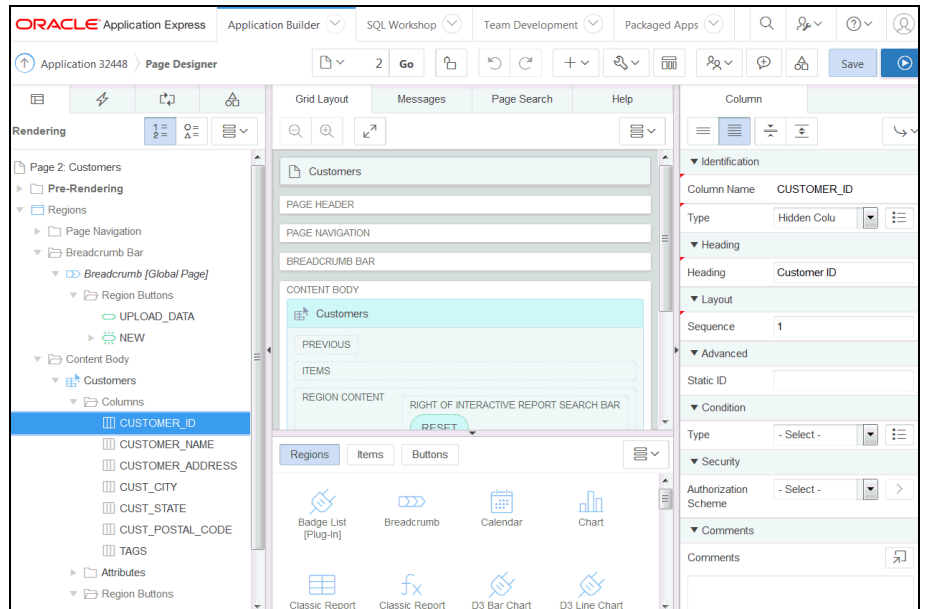 ORACLE Application Express Application Builder SQL Workshop Team Development Packaged Apps
Application 32448 Page Designer 2 Go Save
Rendering
Page 2: Customers
Pre-Rendering
Regions
Page Navigation
Breadcrumb Bar
Breadcrumb [Global Page]
Region Buttons
UPLOAD_DATA
NEW
Content Body
Customers
Columns
CUSTOMER_ID
CUSTOMER_NAME
CUSTOMER_ADDRESS
CUST_CITY
CUST_STATE
CUST_POSTAL_CODE
TAGS
Attributes
Region Buttons
Grid Layout Messages Page Search Help
Customers
PAGE HEADER
PAGE NAVIGATION
BREADCRUMB BAR
CONTENT BODY
Customers
PREVIOUS
ITEMS
REGION CONTENT
RIGHT OF INTERACTIVE REPORT SEARCH BAR
RESET
Regions Items Buttons
Badge List
[Plug-In]
Breadcrumb
Calendar
Chart
Classic Report Classic Report D3 Bar Chart D3 Line Chart
Column
Identification
Column Name CUSTOMER_ID
Type Hidden Colu
Heading
Heading Customer ID
Layout
Sequence 1
Advanced
Static ID
Condition
Type - Select -
Security
Authorization
Scheme
- Select -
Comments
Comments